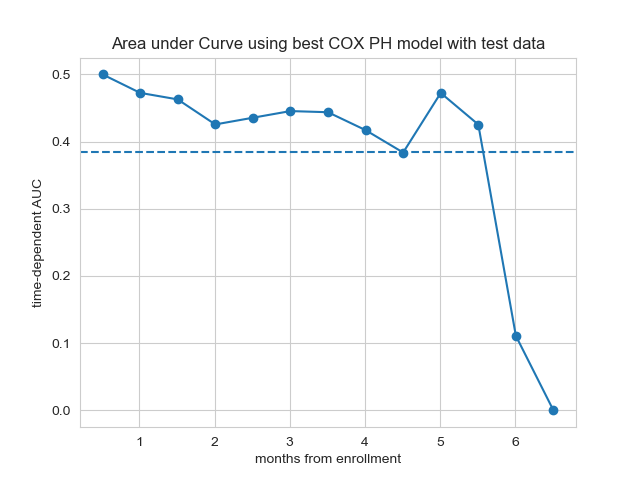 Area under Curve using best COX PH model with test data
time-dependent AUC
0.5
0.4
0.3
0.2
0.1
0.0
1 2 3 4 5 6
months from enrollment